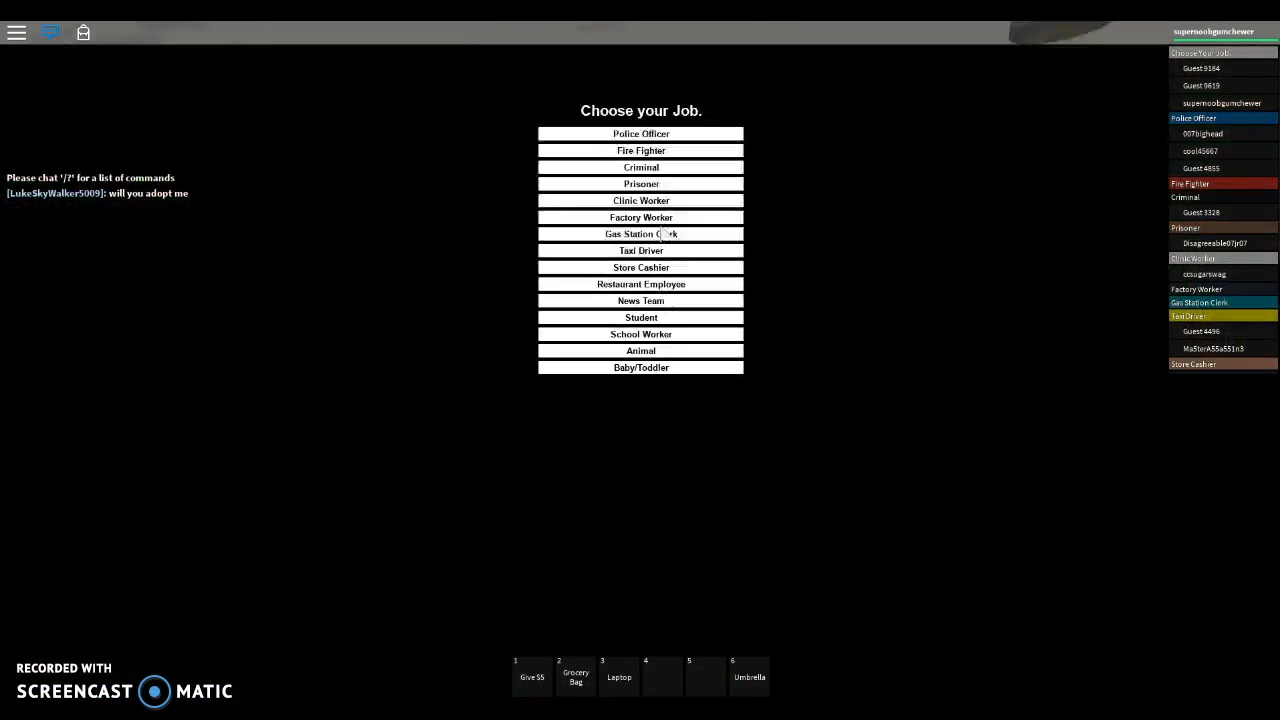 supernoobgumchewer
Choose Your Job.
Guest 9184
Guest 9619
supernoobgumchewer
Police Officer
007bighead
cool45667
Guest 4855
Fire Fighter
Criminal
Guest 3328
Prisoner
Disagreeable07jr07
Clinic Worker
ccsugarswag
Factory Worker
Gas Station Clerk
Taxi Driver
Guest 4496
Ma5terA55a551n3
Store Cashier
Choose your Job.
Police Officer
Fire Fighter
Criminal
Prisoner
Clinic Worker
Factory Worker
Gas Station Clerk
Taxi Driver
Store Cashier
Restaurant Employee
News Team
Student
School Worker
Animal
Baby/Toddler
Please chat '/?' for a list of commands
[LukeSkyWalker5009]: will you adopt me
1 2 3 4 5 6
Give $5
Grocery
Bag
Laptop
Umbrella
RECORDED WITH
SCREENCAST MATIC